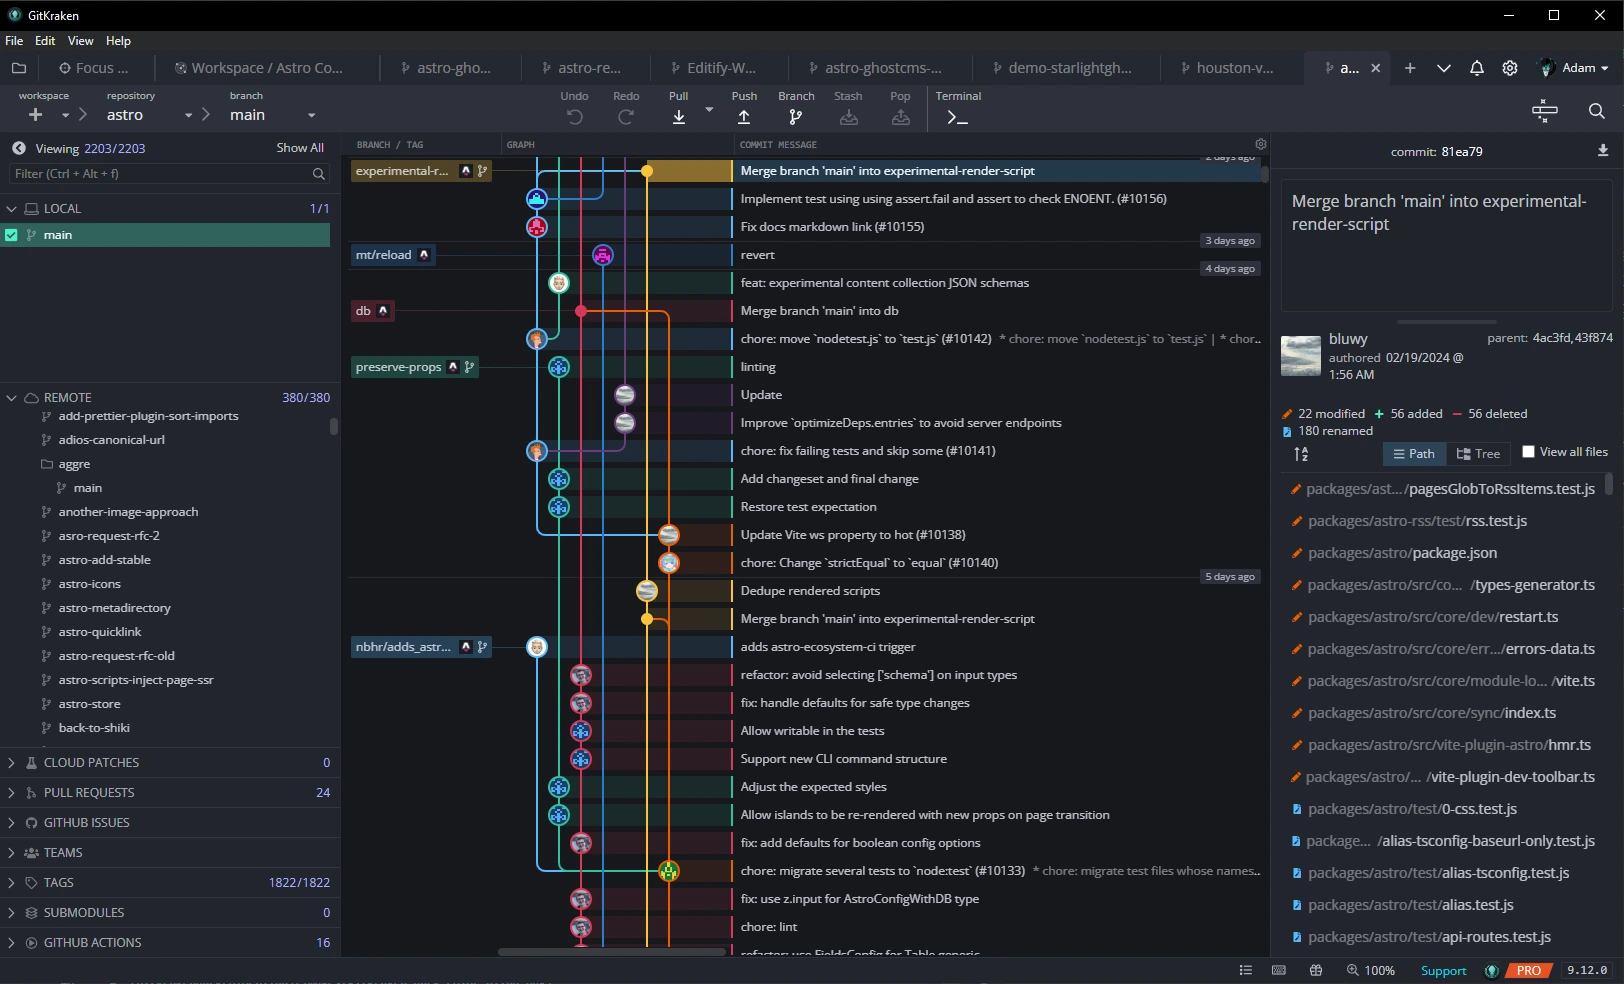 GitKraken
File Edit View Help
Focus ...
Workspace / Astro Co...
astro-gho...
astro-re...
Editify-W...
astro-ghostcms-...
demo-starlightgh...
houston-v...
a...
Adam
workspace
repository
astro
branch
main
Undo
Redo
Pull
Push
Branch
Stash
Pop
Terminal
Viewing 2203/2203
Show All
Filter (Ctrl + Alt + f)
LOCAL 1/1
main
REMOTE 380/380
add-prettier-plugin-sort-imports
adios-canonical-url
aggre
main
another-image-approach
asro-request-rfc-2
astro-add-stable
astro-icons
astro-metadirectory
astro-quicklink
astro-request-rfc-old
astro-scripts-inject-page-ssr
astro-store
back-to-shiki
CLOUD PATCHES 0
PULL REQUESTS 24
GITHUB ISSUES
TEAMS
TAGS 1822/1822
SUBMODULES 0
GITHUB ACTIONS 16
BRANCH / TAG
GRAPH
COMMIT MESSAGE
2 days ago
experimental-r... Merge branch 'main' into experimental-render-script
Implement test using using assert.fail and assert to check ENOENT. (#10156)
Fix docs markdown link (#10155)
3 days ago
mt/reload revert
4 days ago
feat: experimental content collection JSON schemas
db Merge branch 'main' into db
chore: move `nodetest.js` to `test.js` (#10142) * chore: move `nodetest.js` to `test.js` | * chor...
preserve-props linting
Update
Improve `optimizeDeps.entries` to avoid server endpoints
chore: fix failing tests and skip some (#10141)
Add changeset and final change
Restore test expectation
Update Vite ws property to hot (#10138)
chore: Change `strictEqual` to `equal` (#10140)
5 days ago
Dedupe rendered scripts
Merge branch 'main' into experimental-render-script
nbhr/adds_astr... adds astro-ecosystem-ci trigger
refactor: avoid selecting ['schema'] on input types
fix: handle defaults for safe type changes
Allow writable in the tests
Support new CLI command structure
Adjust the expected styles
Allow islands to be re-rendered with new props on page transition
fix: add defaults for boolean config options
chore: migrate several tests to `node:test` (#10133) * chore: migrate test files whose names...
fix: use z.input for AstroConfigWithDB type
chore: lint
refactor: use FieldsConfig for Table generic
commit: 81ea79
Merge branch 'main' into experimental-
render-script
bluwy
parent: 4ac3fd,43f874
authored 02/19/2024 @
1:56 AM
22 modified + 56 added − 56 deleted
180 renamed
Path
Tree
View all files
packages/ast.../pagesGlobToRssItems.test.js
packages/astro-rss/test/rss.test.js
packages/astro/package.json
packages/astro/src/co... /types-generator.ts
packages/astro/src/core/dev/restart.ts
packages/astro/src/core/err.../errors-data.ts
packages/astro/src/core/module-lo... /vite.ts
packages/astro/src/core/sync/index.ts
packages/astro/src/vite-plugin-astro/hmr.ts
packages/astro/... /vite-plugin-dev-toolbar.ts
packages/astro/test/0-css.test.js
package... /alias-tsconfig-baseurl-only.test.js
packages/astro/test/alias-tsconfig.test.js
packages/astro/test/alias.test.js
packages/astro/test/api-routes.test.js
100%
Support
PRO
9.12.0